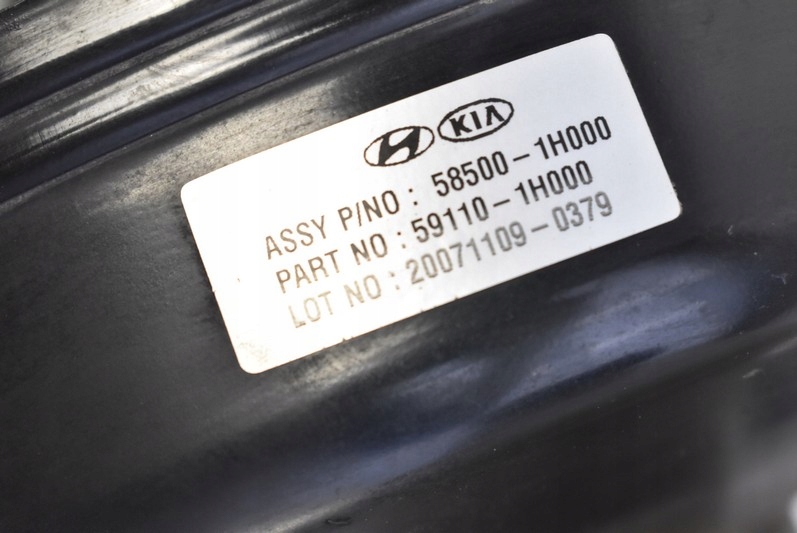 KIA
ASSY P/NO : 58500-1H000
PART NO : 59110-1H000
LOT NO : 20071109-0379